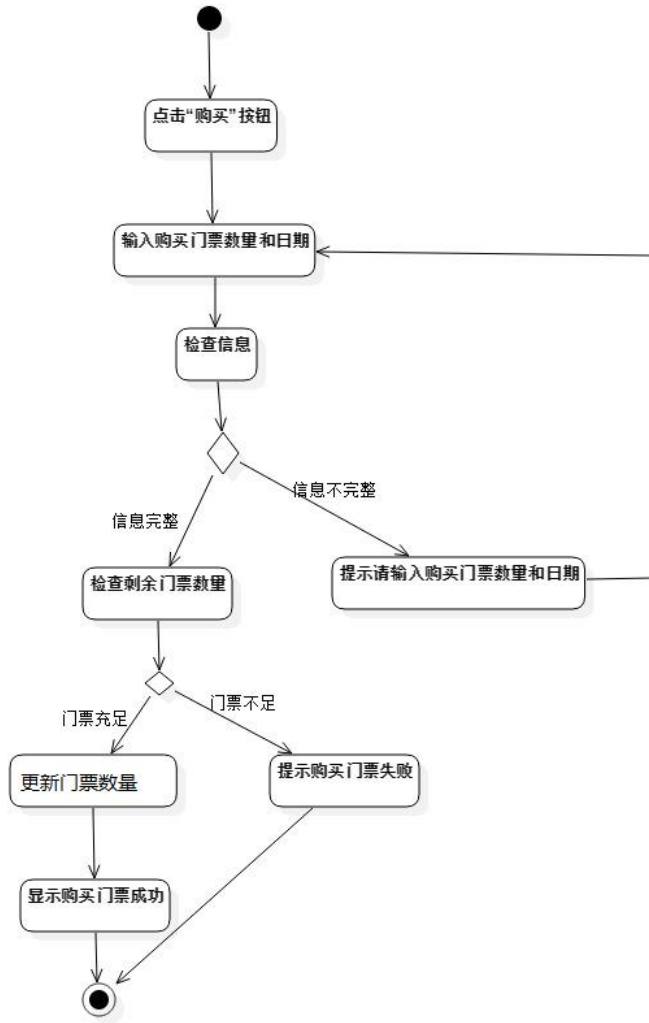 点击“购买”按钮
输入购买门票数量和日期
检查信息
信息不完整
信息完整
检查剩余门票数量
提示请输入购买门票数量和日期
门票不足
门票充足
更新门票数量
提示购买门票失败
显示购买门票成功